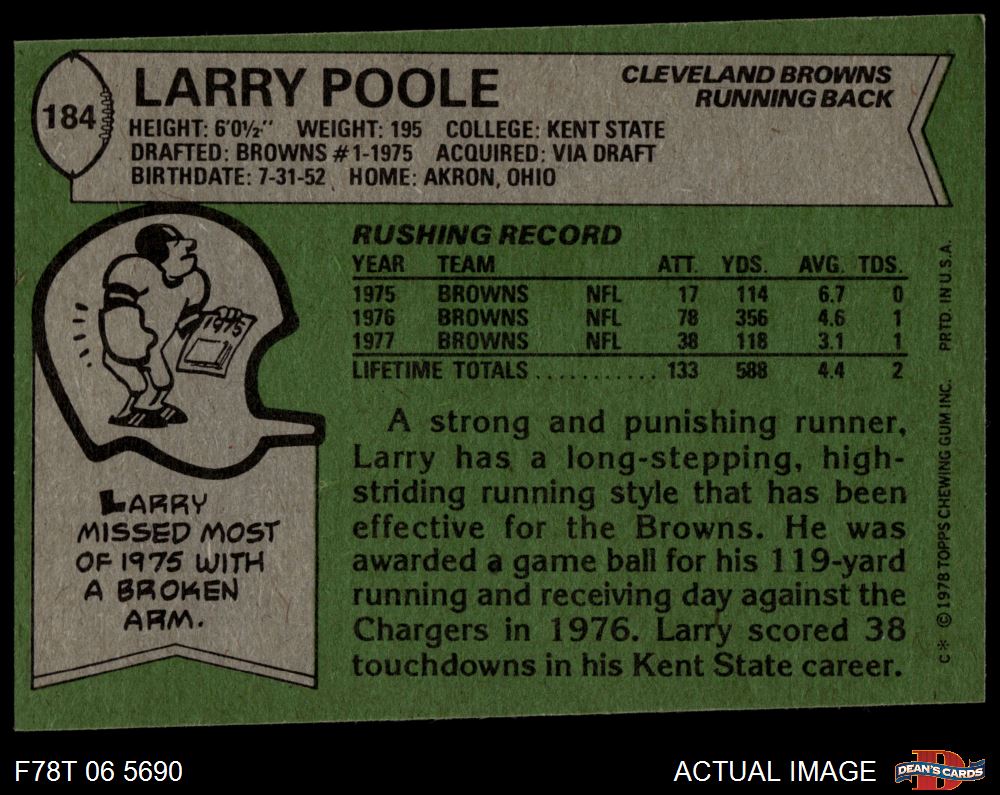 184
LARRY POOLE
CLEVELAND BROWNS
RUNNING BACK
HEIGHT: 6'0½" WEIGHT: 195 COLLEGE: KENT STATE
DRAFTED: BROWNS #1-1975 ACQUIRED: VIA DRAFT
BIRTHDATE: 7-31-52 HOME: AKRON, OHIO
1975
LARRY
MISSED MOST
OF 1975 WITH
A BROKEN
ARM.
RUSHING RECORD
YEAR TEAM ATT. YDS. AVG. TDS.
1975 BROWNS NFL 17 114 6.7 0
1976 BROWNS NFL 78 356 4.6 1
1977 BROWNS NFL 38 118 3.1 1
LIFETIME TOTALS............ 133 588 4.4 2
A strong and punishing runner,
Larry has a long-stepping, high-
striding running style that has been
effective for the Browns. He was
awarded a game ball for his 119-yard
running and receiving day against the
Chargers in 1976. Larry scored 38
touchdowns in his Kent State career.
C* © 1978 TOPPS CHEWING GUM INC. PRTD. IN U.S.A.
F78T 06 5690
ACTUAL IMAGE
D
DEAN'S CARDS